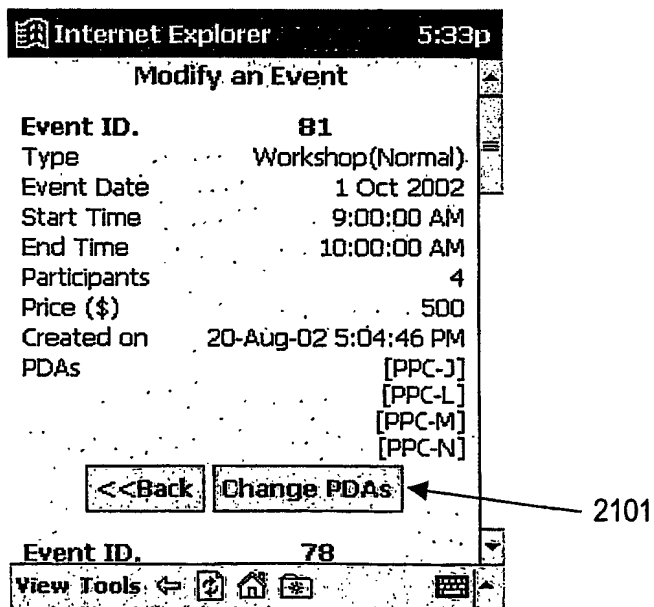 Internet Explorer 5:33p
Modify an Event
Event ID. 81
Type Workshop(Normal)
Event Date 1 Oct 2002
Start Time 9:00:00 AM
End Time 10:00:00 AM
Participants 4
Price ($) 500
Created on 20-Aug-02 5:04:46 PM
PDAs [PPC-J]
[PPC-L]
[PPC-M]
[PPC-N]
<<Back Change PDAs
2101
Event ID. 78
View Tools